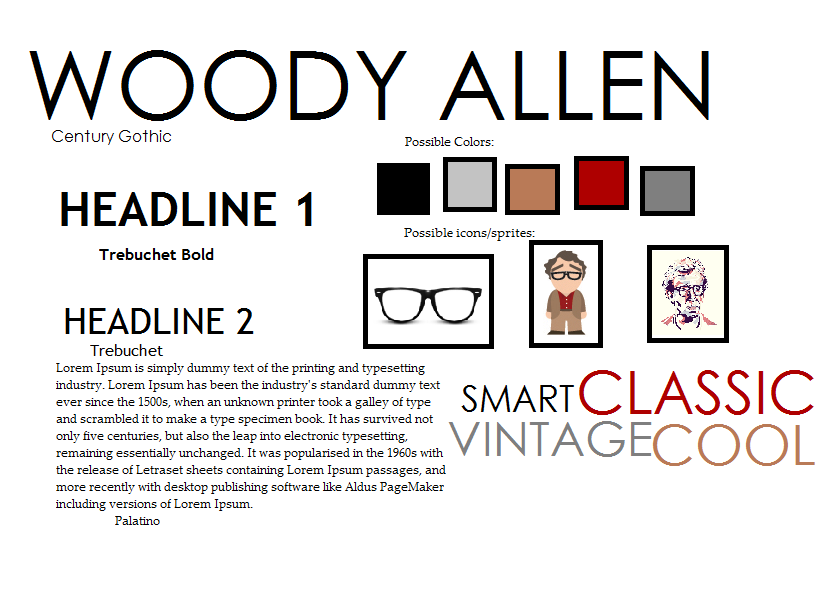 WOODY ALLEN
Century Gothic
Possible Colors:
HEADLINE 1
Trebuchet Bold
Possible icons/sprites:
HEADLINE 2
Trebuchet
Lorem Ipsum is simply dummy text of the printing and typesetting
industry. Lorem Ipsum has been the industry's standard dummy text
ever since the 1500s, when an unknown printer took a galley of type
and scrambled it to make a type specimen book. It has survived not
only five centuries, but also the leap into electronic typesetting,
remaining essentially unchanged. It was popularised in the 1960s with
the release of Letraset sheets containing Lorem Ipsum passages, and
more recently with desktop publishing software like Aldus PageMaker
including versions of Lorem Ipsum.
Palatino
SMART CLASSIC
VINTAGE COOL